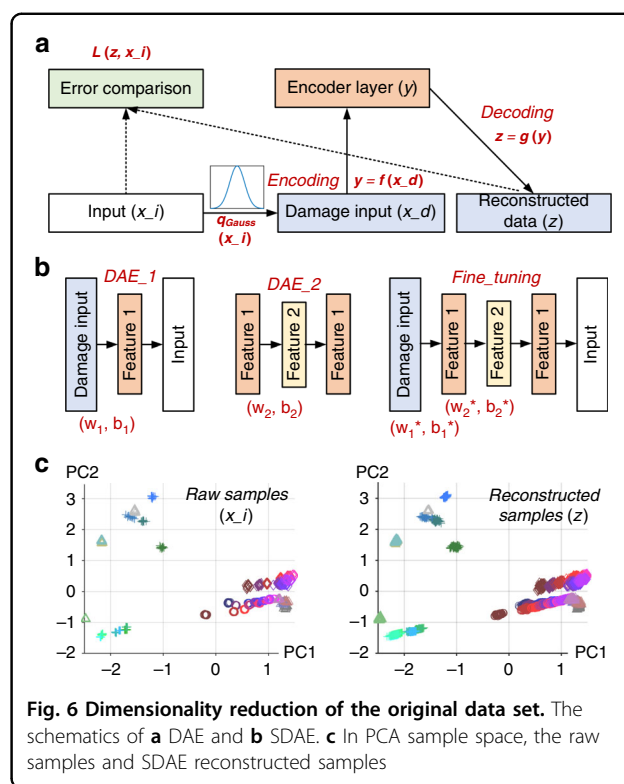 a
L (z, x_i)
Error comparison
Encoder layer (y)
Decoding
z = g (y)
Encoding
y = f (x_d)
Input (x_i)
q_Gauss
(x_i)
Damage input (x_d)
Reconstructed
data (z)
b
DAE_1
DAE_2
Fine_tuning
Damage input
Feature 1
Input
Feature 1
Feature 2
Feature 1
Damage input
Feature 1
Feature 2
Feature 1
Input
(w₁, b₁)
(w₂, b₂)
(w₂*, b₂*)
(w₁*, b₁*)
c
PC2
3
2
1
0
−1
−2
−2
−1
0
1
PC1
Raw samples
(x_i)
PC2
3
2
1
0
−1
−2
−2
−1
0
1
PC1
Reconstructed
samples (z)
Fig. 6 Dimensionality reduction of the original data set. The
schematics of a DAE and b SDAE. c In PCA sample space, the raw
samples and SDAE reconstructed samples